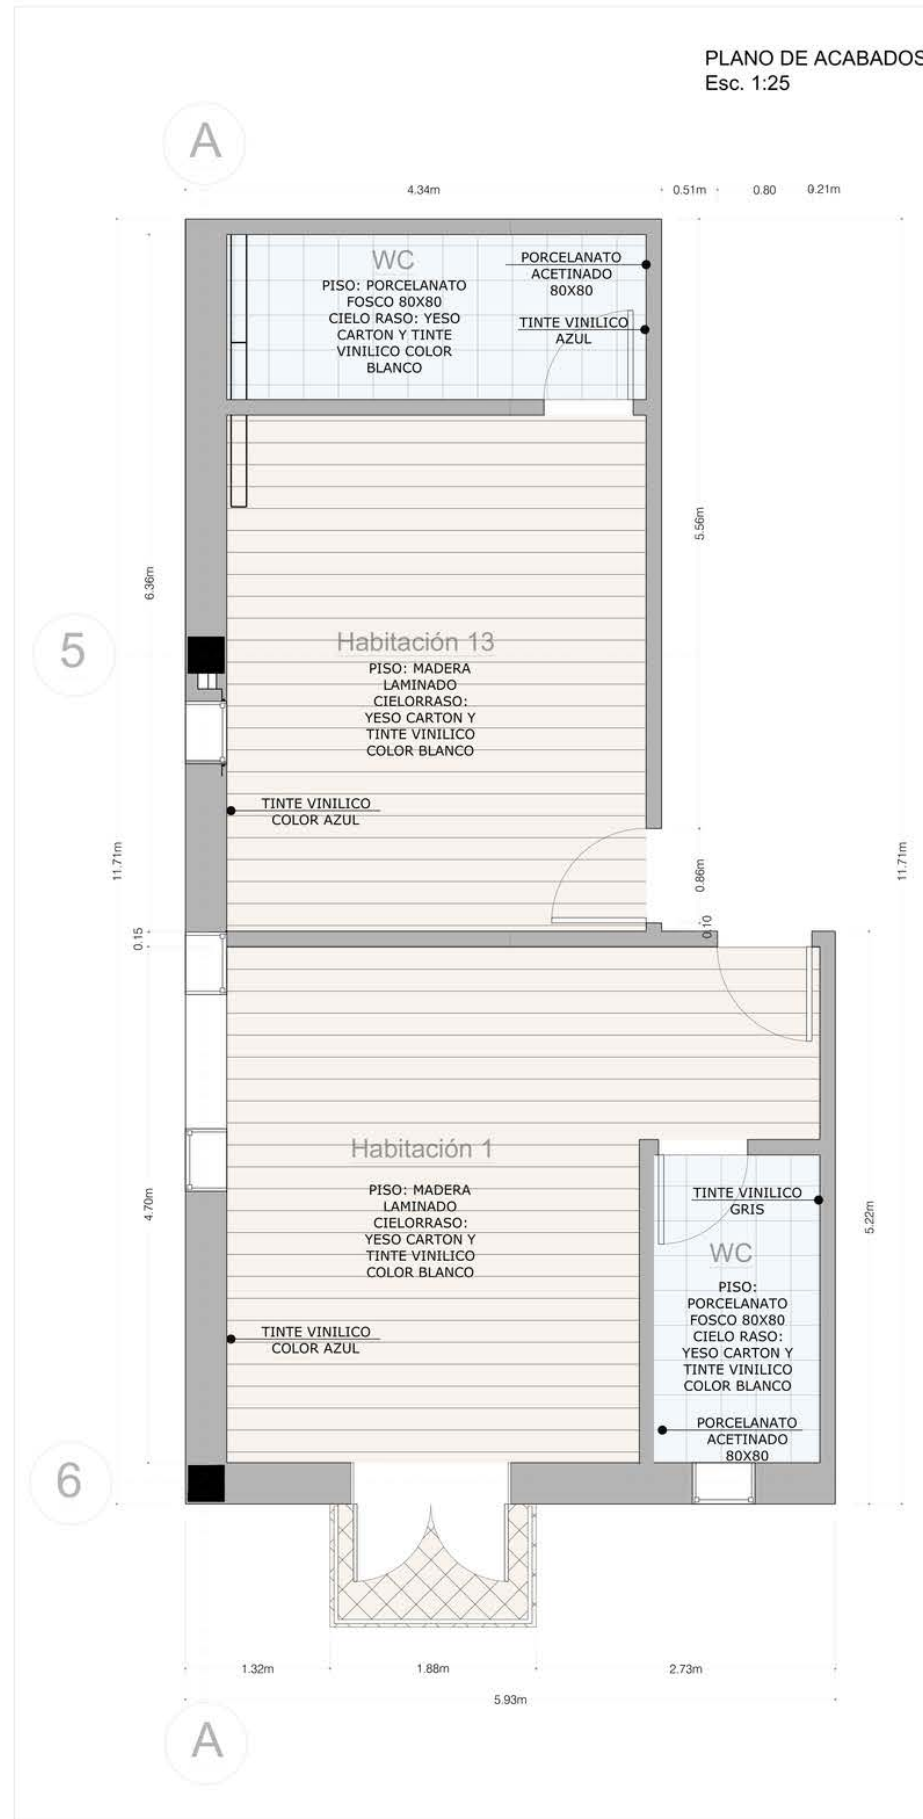 PLANO DE ACABADOS
Esc. 1:25
A
4.34m
0.51m
0.80
0.21m
WC
PISO: PORCELANATO
FOSCO 80X80
CIELO RASO: YESO
CARTON Y TINTE
VINILICO COLOR
BLANCO
PORCELANATO
ACETINADO
80X80
TINTE VINILICO
AZUL
5.56m
6.36m
5
Habitación 13
PISO: MADERA
LAMINADO
CIELORRASO:
YESO CARTON Y
TINTE VINILICO
COLOR BLANCO
TINTE VINILICO
COLOR AZUL
11.71m
0.86m
11.71m
0.15
0.10
Habitación 1
PISO: MADERA
LAMINADO
CIELORRASO:
YESO CARTON Y
TINTE VINILICO
COLOR BLANCO
TINTE VINILICO
GRIS
4.70m
5.22m
WC
PISO:
PORCELANATO
FOSCO 80X80
CIELO RASO:
YESO CARTON Y
TINTE VINILICO
COLOR BLANCO
TINTE VINILICO
COLOR AZUL
PORCELANATO
ACETINADO
80X80
6
1.32m
1.88m
2.73m
5.93m
A